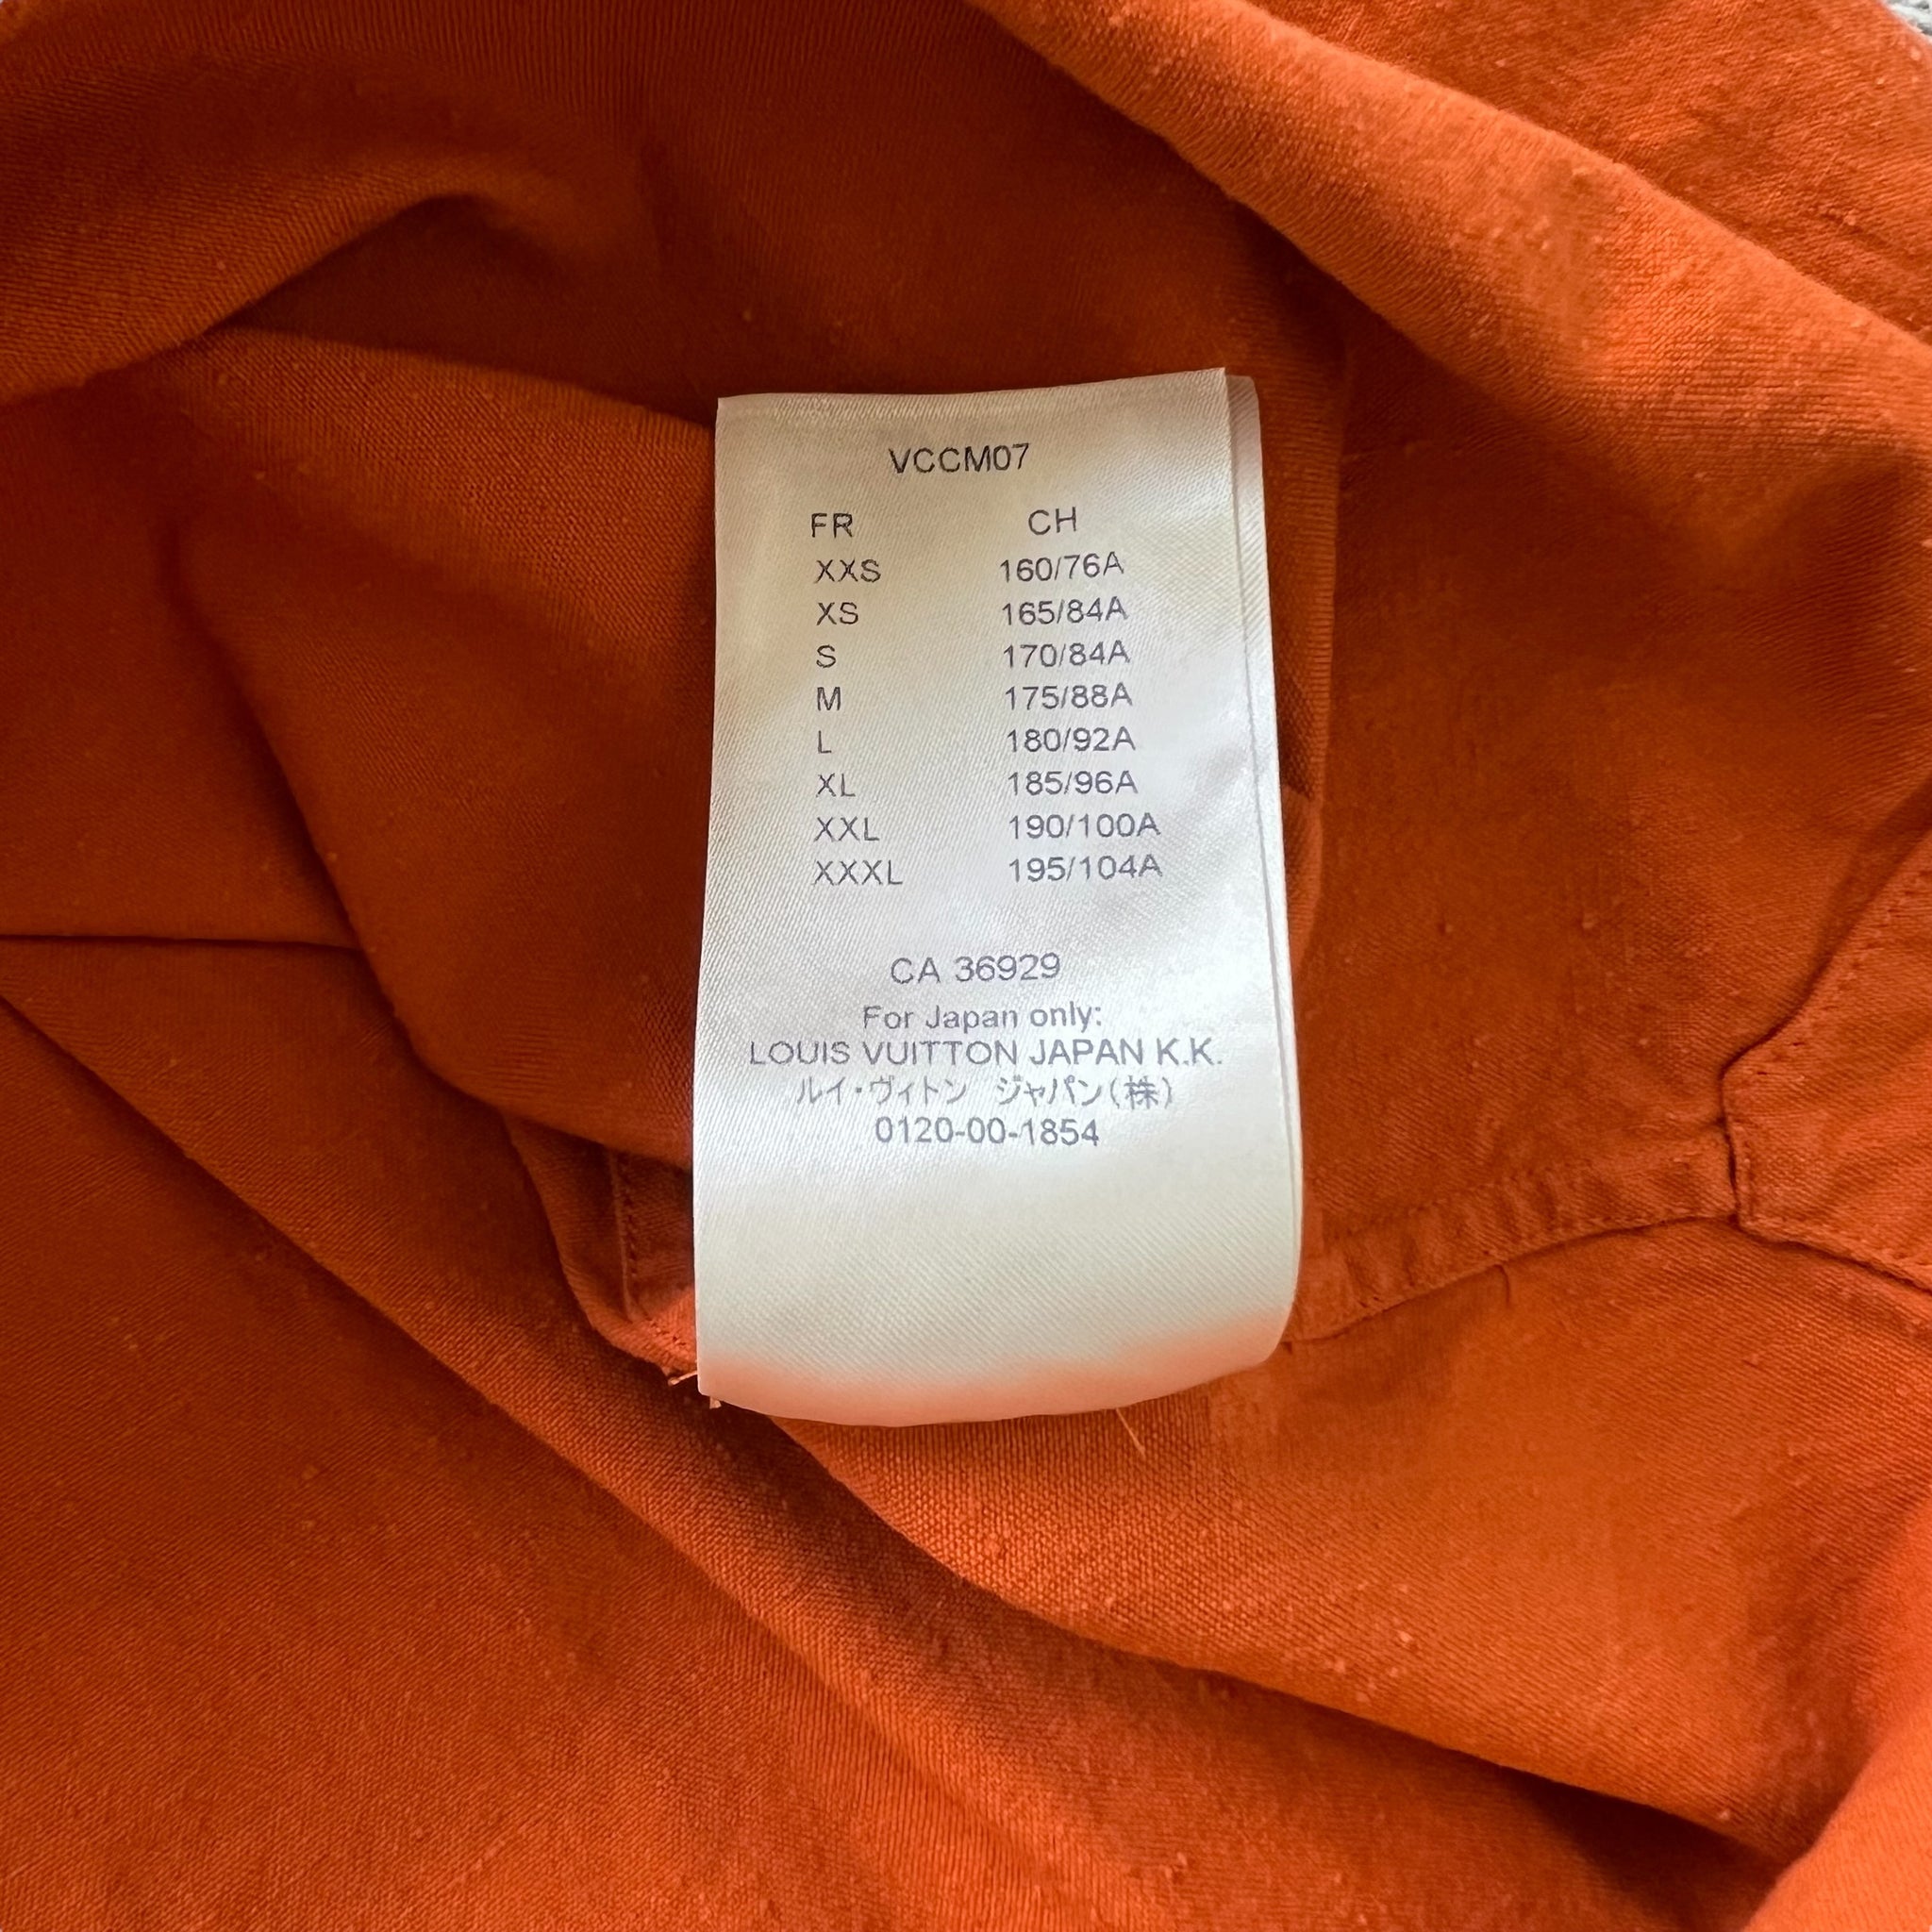 VCCM07
FR CH
XXS 160/76A
XS 165/84A
S 170/84A
M 175/88A
L 180/92A
XL 185/96A
XXL 190/100A
XXXL 195/104A
CA 36929
For Japan only:
LOUIS VUITTON JAPAN K.K.
ルイ・ヴィトン ジャパン(株)
0120-00-1854